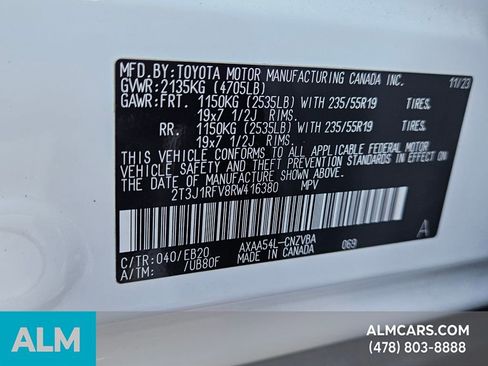 MFD.BY:TOYOTA MOTOR MANUFACTURING CANADA INC. 11/23
GVWR:2135KG (4705LB)
GAWR:FRT. 1150KG (2535LB) WITH 235/55R19 TIRES,
19x7 1/2J RIMS.
RR. 1150KG (2535LB) WITH 235/55R19 TIRES,
19x7 1/2J RIMS.
THIS VEHICLE CONFORMS TO ALL APPLICABLE FEDERAL MOTOR
VEHICLE SAFETY AND THEFT PREVENTION STANDARDS IN EFFECT
ON THE DATE OF MANUFACTURE SHOWN ABOVE.
2T3J1RFV8RW416380 MPV
A
C/TR:040/EB20 AXAA54L-CNZVBA 069
A/TM: /UB80F MADE IN CANADA
ALM
ALMCARS.COM
(478) 803-8888